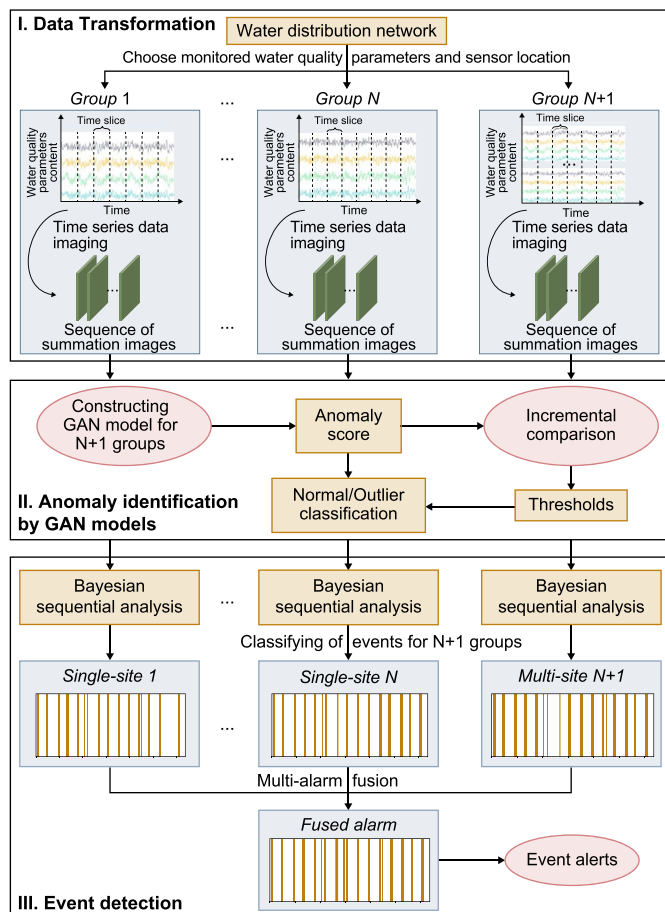 I. Data Transformation
Water distribution network
Choose monitored water quality parameters and sensor location
Group 1
...
Group N
Group N+1
Time slice
Water quality
parameters
content
Time
Time series data
imaging
...
Sequence of
summation images
...
Time slice
Water quality
parameters
content
Time
Time series data
imaging
...
Sequence of
summation images
...
Time slice
Water quality
parameters
content
...
Time
Time series data
imaging
...
Sequence of
summation images
Constructing
GAN model for
N+1 groups
Anomaly
score
Incremental
comparison
Normal/Outlier
classification
Thresholds
II. Anomaly identification
by GAN models
Bayesian
sequential analysis
...
Bayesian
sequential analysis
Bayesian
sequential analysis
Classifying of events for N+1 groups
Single-site 1
...
Single-site N
Multi-site N+1
Multi-alarm fusion
Fused alarm
Event alerts
III. Event detection